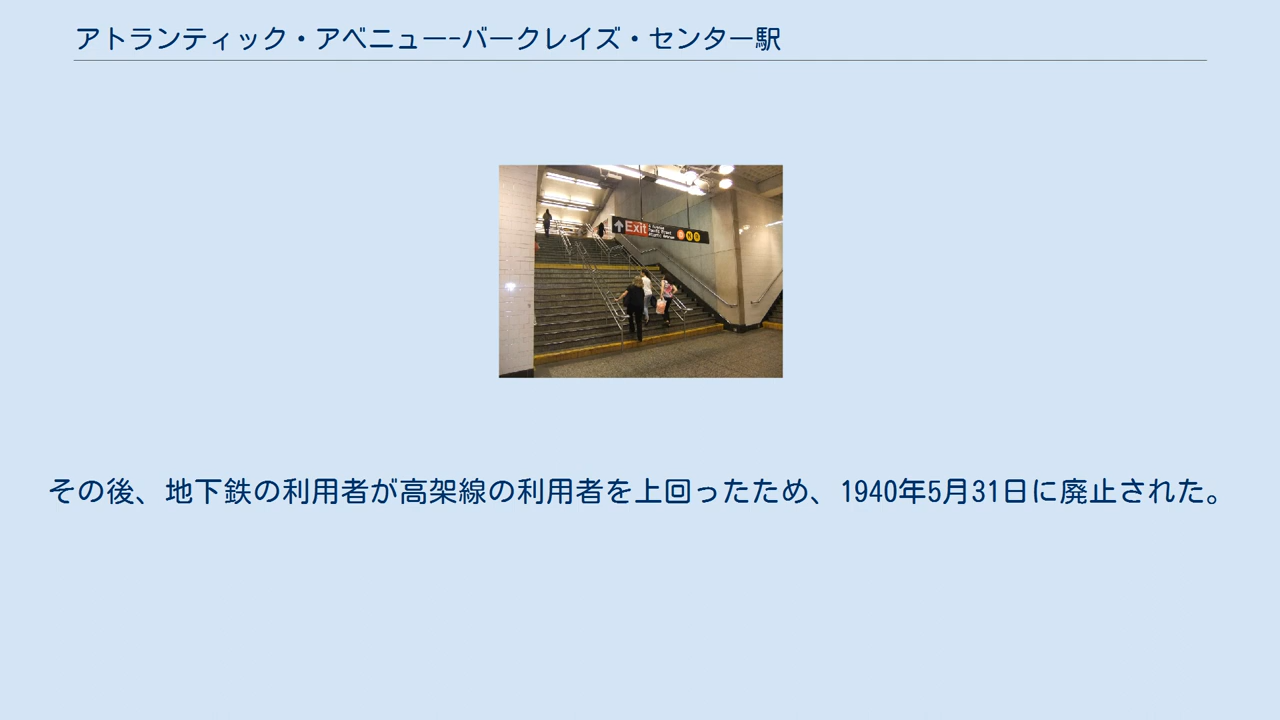 アトランティック・アベニュー-バークレイズ・センター駅
Exit
その後、地下鉄の利用者が高架線の利用者を上回ったため、1940年5月31日に廃止された。